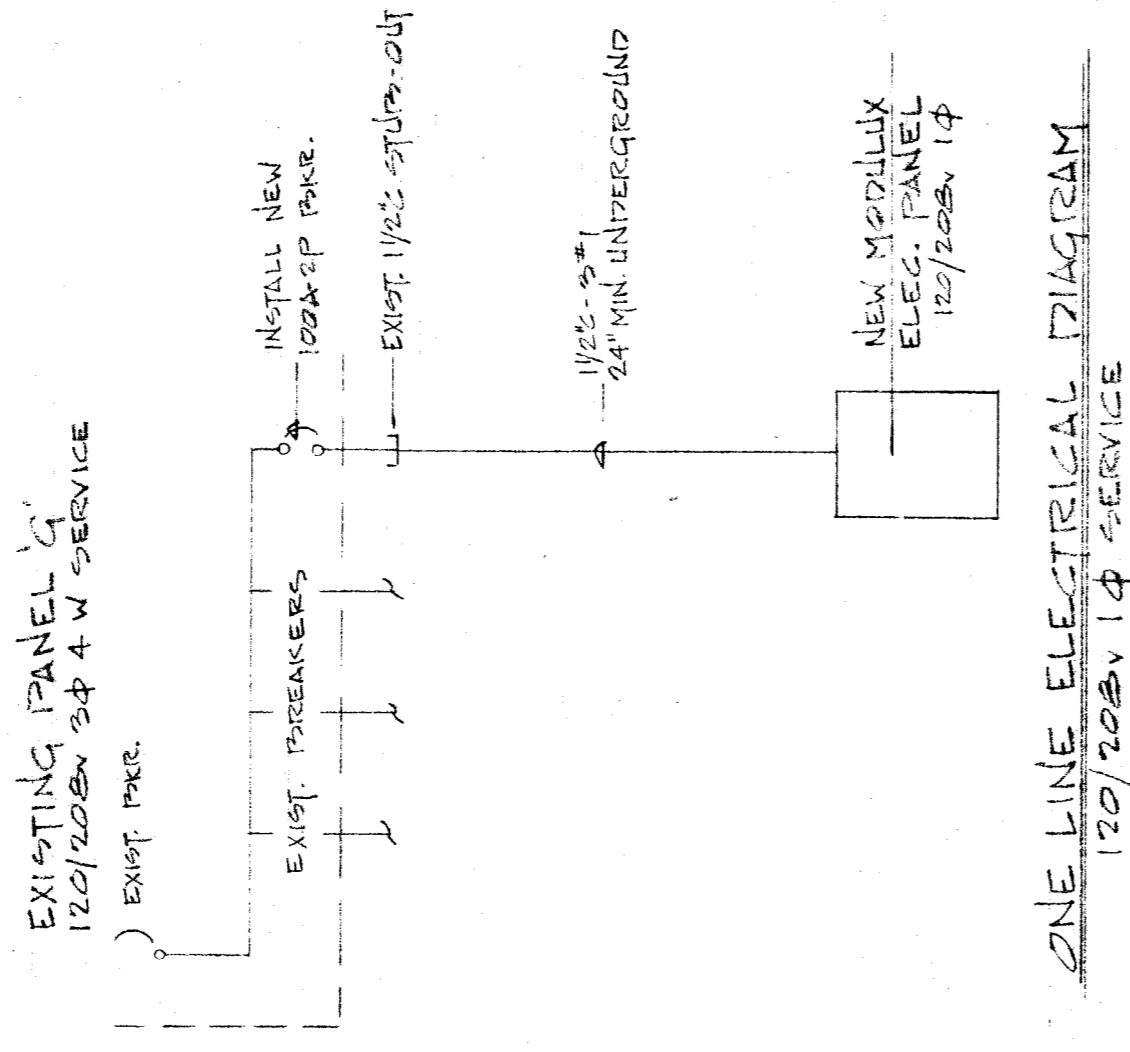 EXISTING PANEL 'G'
120/208v 3Φ 4 W SERVICE
EXIST. BKR.
EXIST. BREAKERS
INSTALL NEW
100A-2P BKR.
EXIST. 1 1/2"C STUB-OUT
1 1/2"C - 3#1
24" MIN. UNDERGROUND
NEW MODULUX
ELEC. PANEL
120/208v 1Φ
ONE LINE ELECTRICAL DIAGRAM
120/208v 1Φ SERVICE